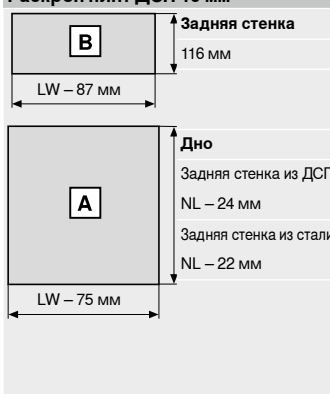 B
Задняя стенка
116 мм
LW – 87 мм
Дно
Задняя стенка из ДСП
NL – 24 мм
A
Задняя стенка из стали
NL – 22 мм
LW – 75 мм